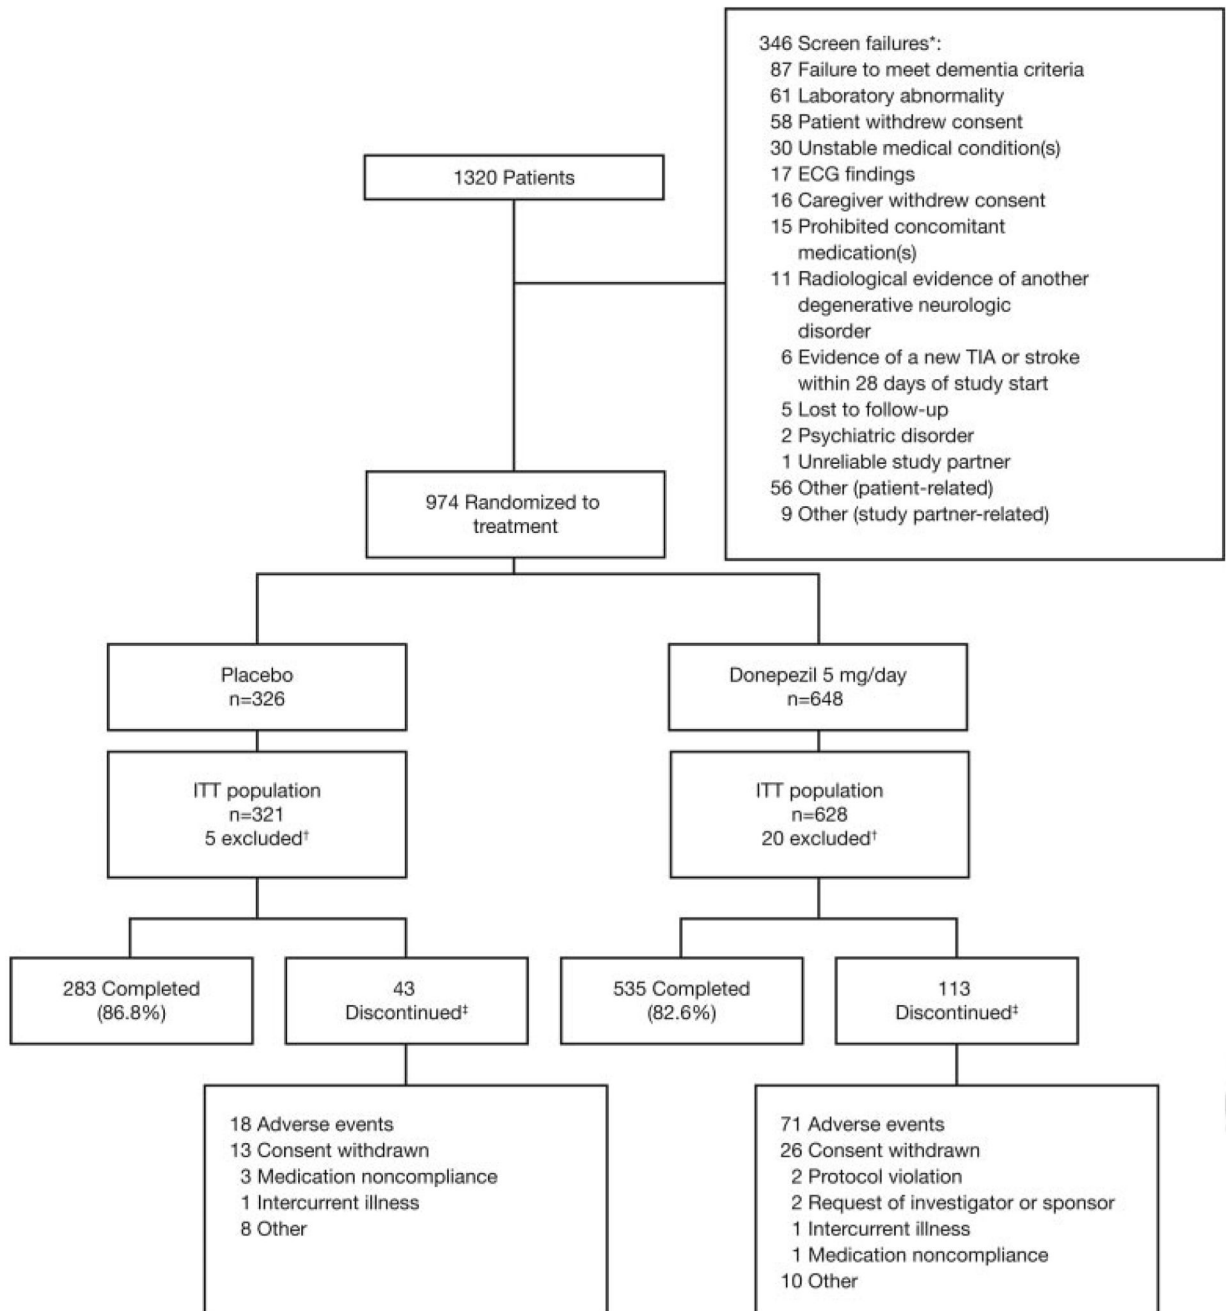 346 Screen failures*:
87 Failure to meet dementia criteria
61 Laboratory abnormality
58 Patient withdrew consent
30 Unstable medical condition(s)
17 ECG findings
16 Caregiver withdrew consent
15 Prohibited concomitant
medication(s)
11 Radiological evidence of another
degenerative neurologic
disorder
6 Evidence of a new TIA or stroke
within 28 days of study start
5 Lost to follow-up
2 Psychiatric disorder
1 Unreliable study partner
56 Other (patient-related)
9 Other (study partner-related)
1320 Patients
974 Randomized to
treatment
Placebo
n=326
Donepezil 5 mg/day
n=648
ITT population
n=321
5 excluded†
ITT population
n=628
20 excluded†
283 Completed
(86.8%)
43
Discontinued‡
535 Completed
(82.6%)
113
Discontinued‡
18 Adverse events
13 Consent withdrawn
3 Medication noncompliance
1 Intercurrent illness
8 Other
71 Adverse events
26 Consent withdrawn
2 Protocol violation
2 Request of investigator or sponsor
1 Intercurrent illness
1 Medication noncompliance
10 Other